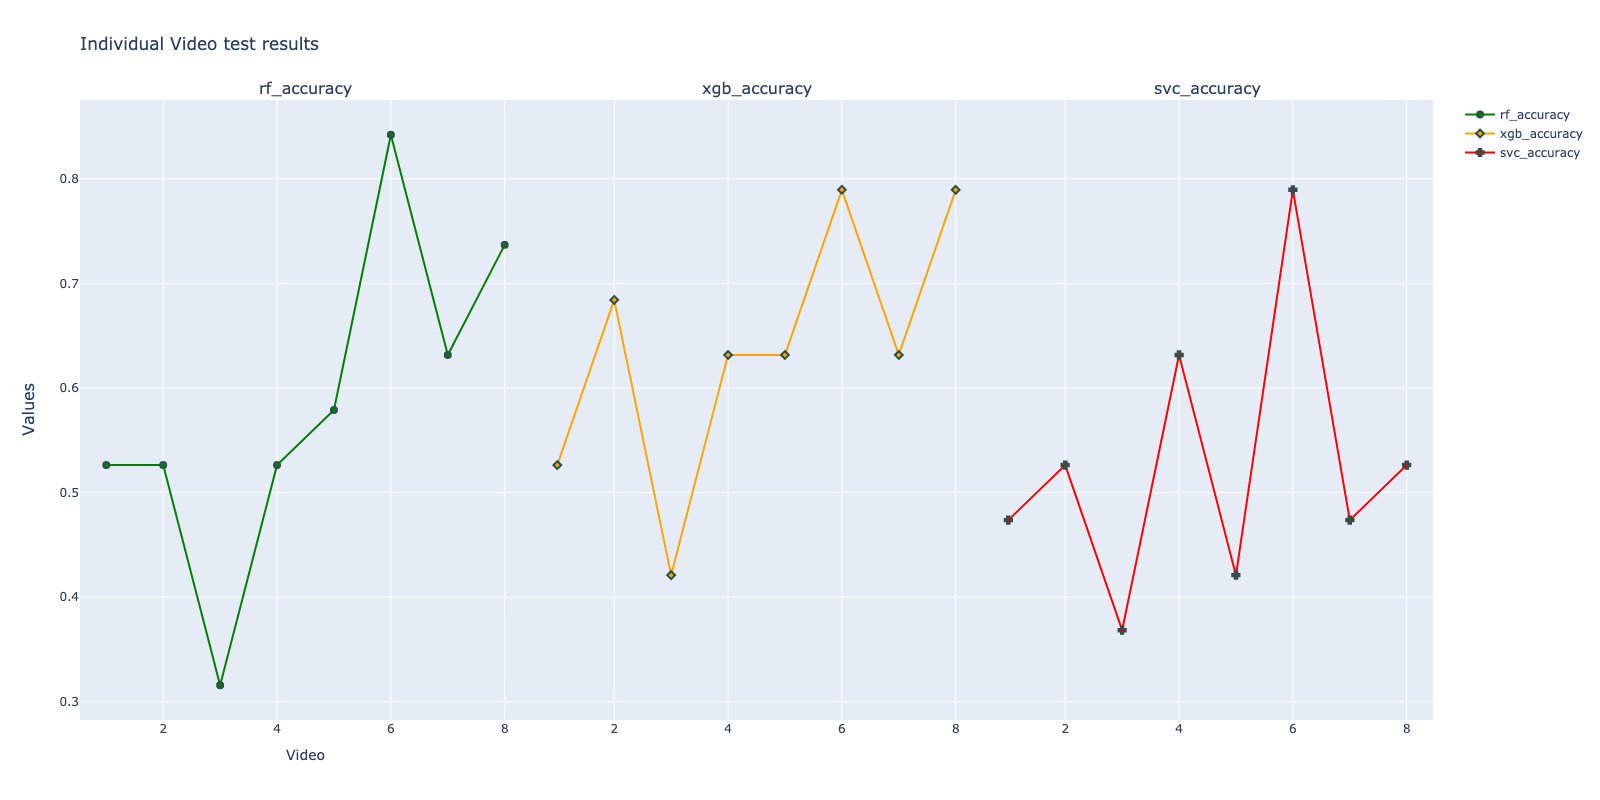 Individual Video test results
rf_accuracy
xgb_accuracy
svc_accuracy
rf_accuracy
xgb_accuracy
svc_accuracy
Values
0.8
0.7
0.6
0.5
0.4
0.3
2 4 6 8
2 4 6 8
2 4 6 8
Video